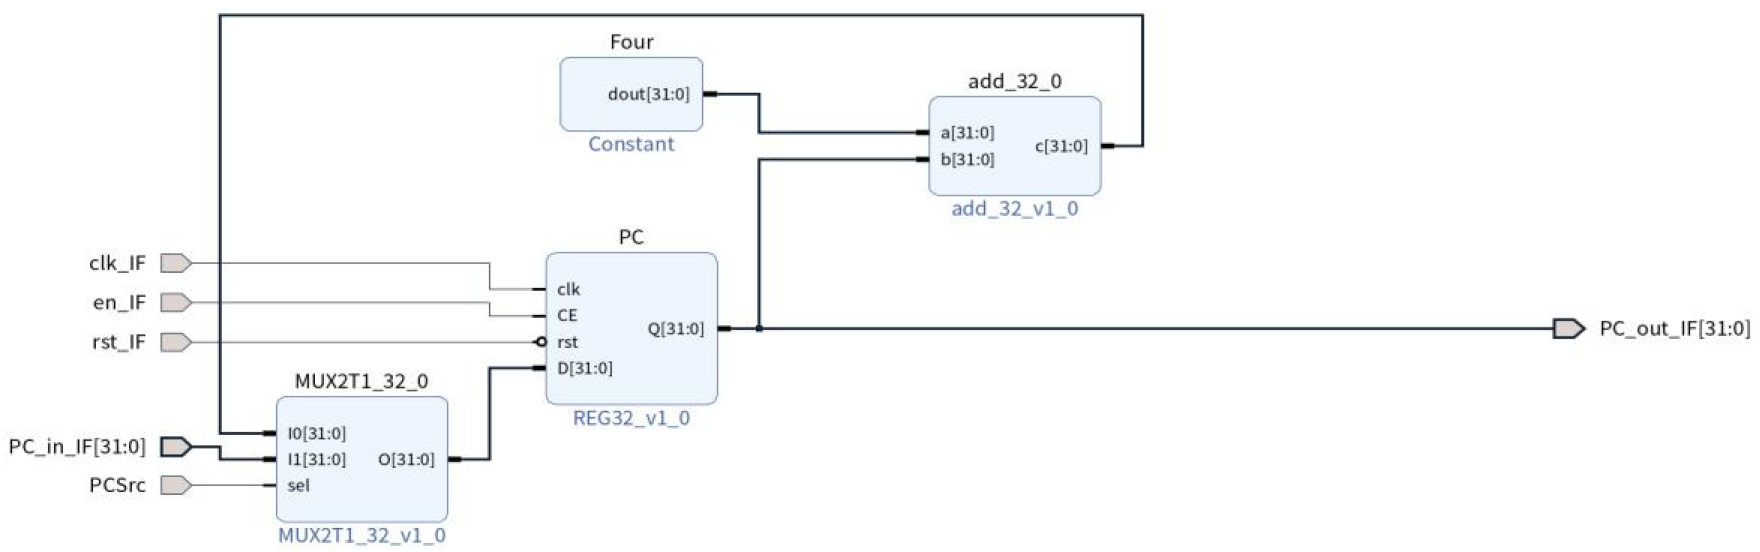 Four
dout[31:0]
Constant
add_32_0
a[31:0]
b[31:0]
c[31:0]
add_32_v1_0
clk_IF
en_IF
rst_IF
PC
clk
CE
rst
D[31:0]
Q[31:0]
REG32_v1_0
PC_out_IF[31:0]
MUX2T1_32_0
PC_in_IF[31:0]
PCSrc
I0[31:0]
I1[31:0]
sel
O[31:0]
MUX2T1_32_v1_0